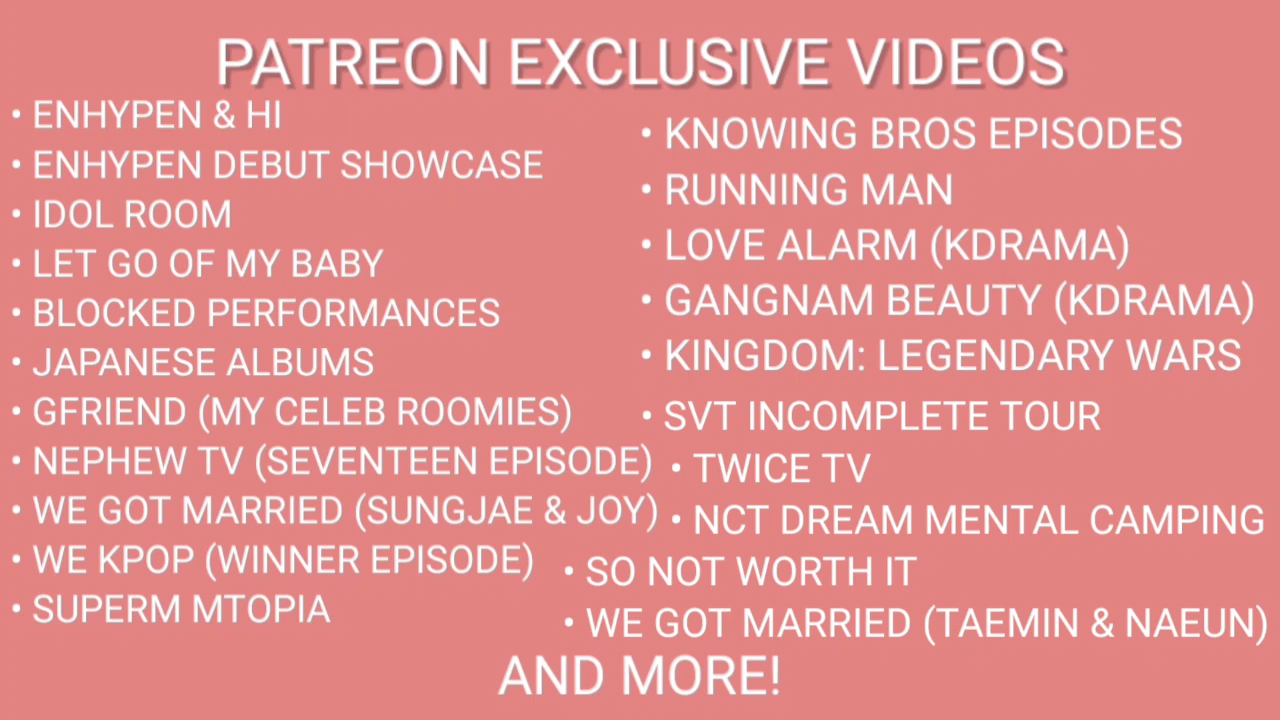 PATREON EXCLUSIVE VIDEOS
• ENHYPEN & HI
• ENHYPEN DEBUT SHOWCASE
• IDOL ROOM
• LET GO OF MY BABY
• BLOCKED PERFORMANCES
• JAPANESE ALBUMS
• GFRIEND (MY CELEB ROOMIES)
• NEPHEW TV (SEVENTEEN EPISODE)
• WE GOT MARRIED (SUNGJAE & JOY)
• WE KPOP (WINNER EPISODE)
• SUPERM MTOPIA
• KNOWING BROS EPISODES
• RUNNING MAN
• LOVE ALARM (KDRAMA)
• GANGNAM BEAUTY (KDRAMA)
• KINGDOM: LEGENDARY WARS
• SVT INCOMPLETE TOUR
• TWICE TV
• NCT DREAM MENTAL CAMPING
• SO NOT WORTH IT
• WE GOT MARRIED (TAEMIN & NAEUN)
AND MORE!